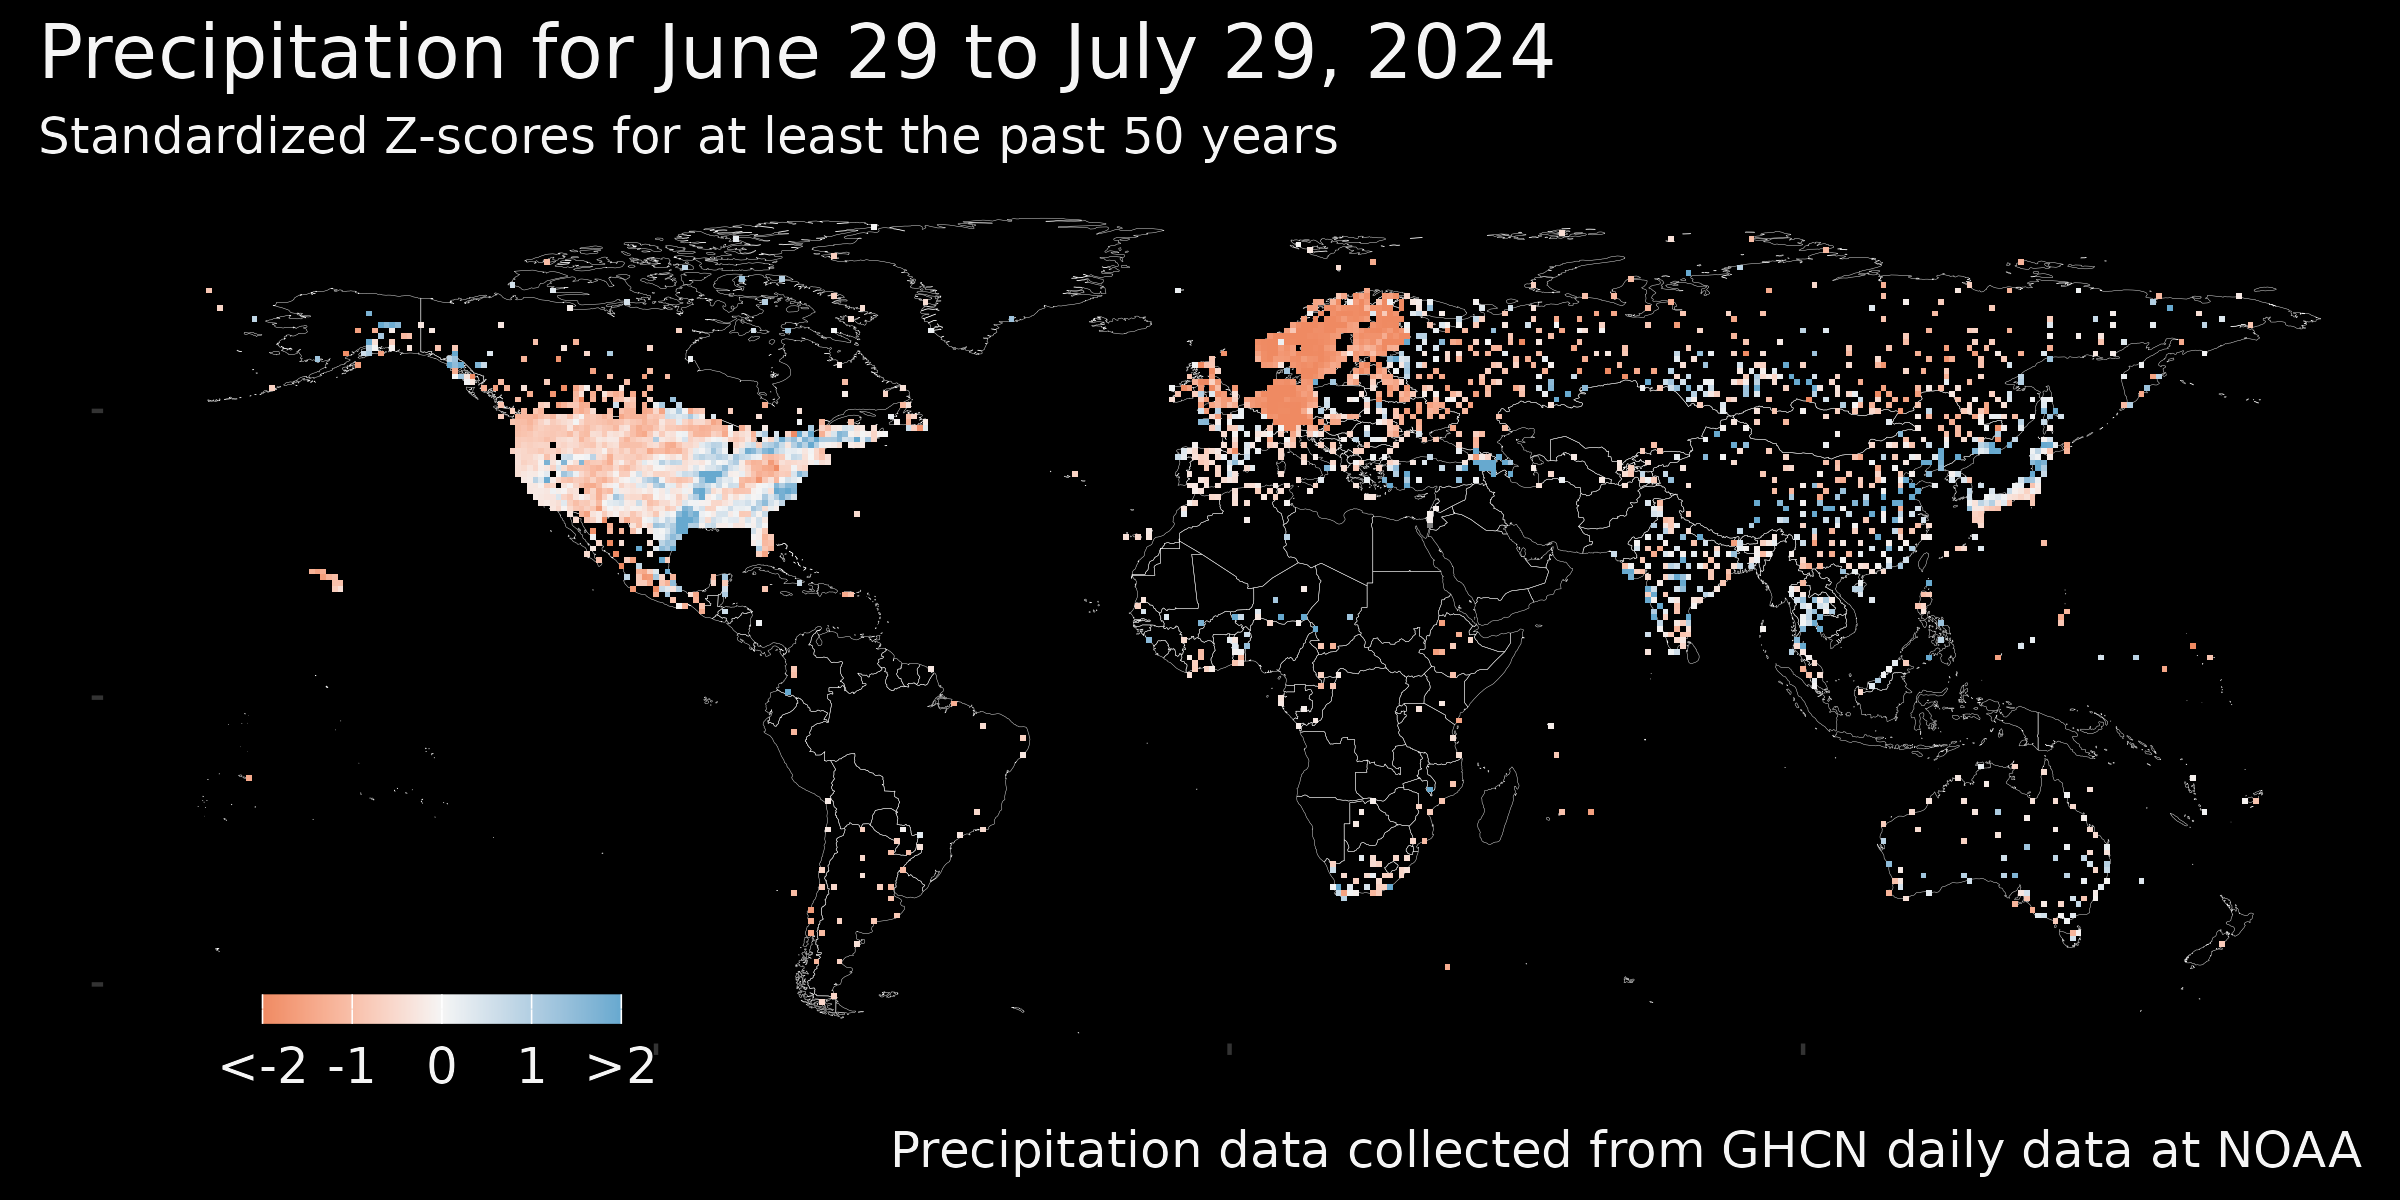 Precipitation for June 29 to July 29, 2024
Standardized Z-scores for at least the past 50 years
<-2 -1 0 1 >2
Precipitation data collected from GHCN daily data at NOAA